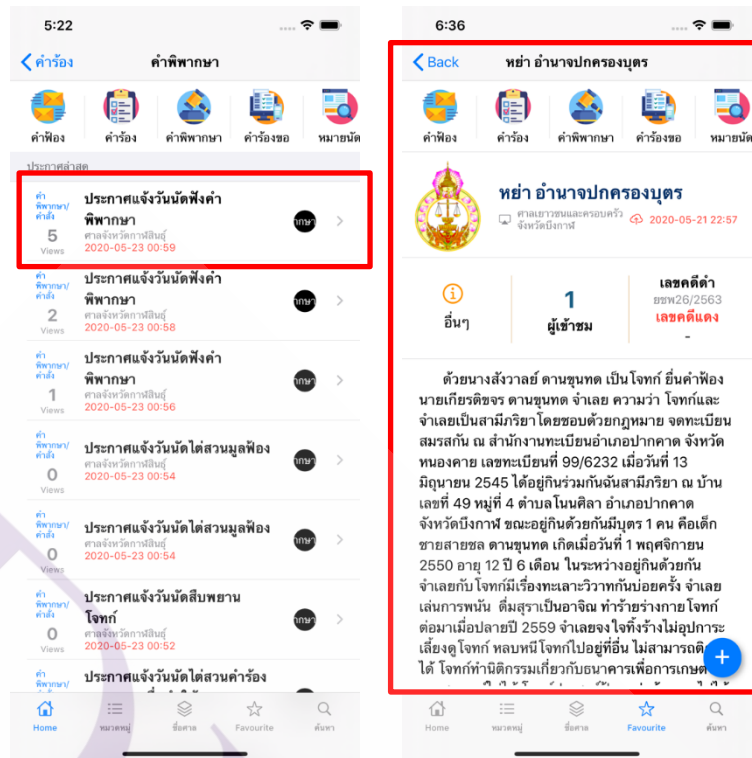 5:22
คำร้อง
คำพิพากษา
คำฟ้อง
คำร้อง
คำพิพากษา
คำร้องขอ
หมายนัด
ประกาศล่าสุด
คำ
พิพากษา/
คำสั่ง
5
Views
ประกาศแจ้งวันนัดฟังคำ
พิพากษา
ศาลจังหวัดกาฬสินธุ์
2020-05-23 00:59
คำ
พิพากษา/
คำสั่ง
2
Views
ประกาศแจ้งวันนัดฟังคำ
พิพากษา
ศาลจังหวัดกาฬสินธุ์
2020-05-23 00:58
คำ
พิพากษา/
คำสั่ง
1
Views
ประกาศแจ้งวันนัดฟังคำ
พิพากษา
ศาลจังหวัดกาฬสินธุ์
2020-05-23 00:56
คำ
พิพากษา/
คำสั่ง
0
Views
ประกาศแจ้งวันนัดไต่สวนมูลฟ้อง
ศาลจังหวัดกาฬสินธุ์
2020-05-23 00:54
คำ
พิพากษา/
คำสั่ง
0
Views
ประกาศแจ้งวันนัดไต่สวนมูลฟ้อง
ศาลจังหวัดกาฬสินธุ์
2020-05-23 00:54
คำ
พิพากษา/
คำสั่ง
0
Views
ประกาศแจ้งวันนัดสืบพยาน
โจทก์
ศาลจังหวัดกาฬสินธุ์
2020-05-23 00:52
คำ
พิพากษา/
ประกาศแจ้งวันนัดไต่สวนคำร้อง
Home
หมวดหมู่
ชื่อศาล
Favourite
ค้นหา
6:36
Back
หย่า อำนาจปกครองบุตร
คำฟ้อง
คำร้อง
คำพิพากษา
คำร้องขอ
หมายนัด
หย่า อำนาจปกครองบุตร
ศาลเยาวชนและครอบครัว
จังหวัดบึงกาฬ
2020-05-21 22:57
อื่นๆ
1
ผู้เข้าชม
เลขคดีดำ
ยชพ26/2563
เลขคดีแดง
-
ด้วยนางสังวาลย์ ดานขุนทด เป็นโจทก์ ยื่นคำฟ้อง
นายเกียรติขจร ดานขุนทด จำเลย ความว่า โจทก์และ
จำเลยเป็นสามีภริยาโดยชอบด้วยกฎหมาย จดทะเบียน
สมรสกัน ณ สำนักงานทะเบียนอำเภอปากคาด จังหวัด
หนองคาย เลขทะเบียนที่ 99/6232 เมื่อวันที่ 13
มิถุนายน 2545 ได้อยู่กินร่วมกันฉันสามีภริยา ณ บ้าน
เลขที่ 49 หมู่ที่ 4 ตำบลโนนศิลา อำเภอปากคาด
จังหวัดบึงกาฬ ขณะอยู่กินด้วยกันมีบุตร 1 คน คือเด็ก
ชายสายชล ดานขุนทด เกิดเมื่อวันที่ 1 พฤศจิกายน
2550 อายุ 12 ปี 6 เดือน ในระหว่างอยู่กินด้วยกัน
จำเลยกับโจทก์มีเรื่องทะเลาะวิวาทกันบ่อยครั้ง จำเลย
เล่นการพนัน ดื่มสุราเป็นอาจิณ ทำร้ายร่างกายโจทก์
ต่อมาเมื่อปลายปี 2559 จำเลยจงใจทิ้งร้างไม่อุปการะ
เลี้ยงดูโจทก์ หลบหนีโจทก์ไปอยู่ที่อื่น ไม่สามารถ
ได้ โจทก์ทำนิติกรรมเกี่ยวกับธนาคารเพื่อการเกษต
Home
หมวดหมู่
ชื่อศาล
Favourite
ค้นหา